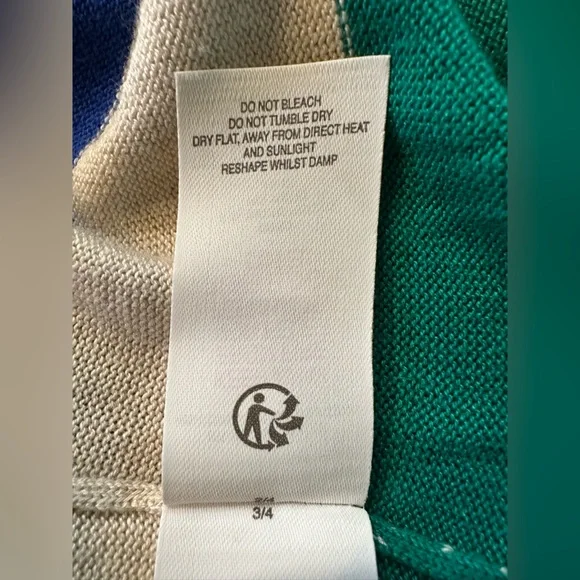 DO NOT BLEACH
DO NOT TUMBLE DRY
DRY FLAT, AWAY FROM DIRECT HEAT
AND SUNLIGHT
RESHAPE WHILST DAMP
3/4